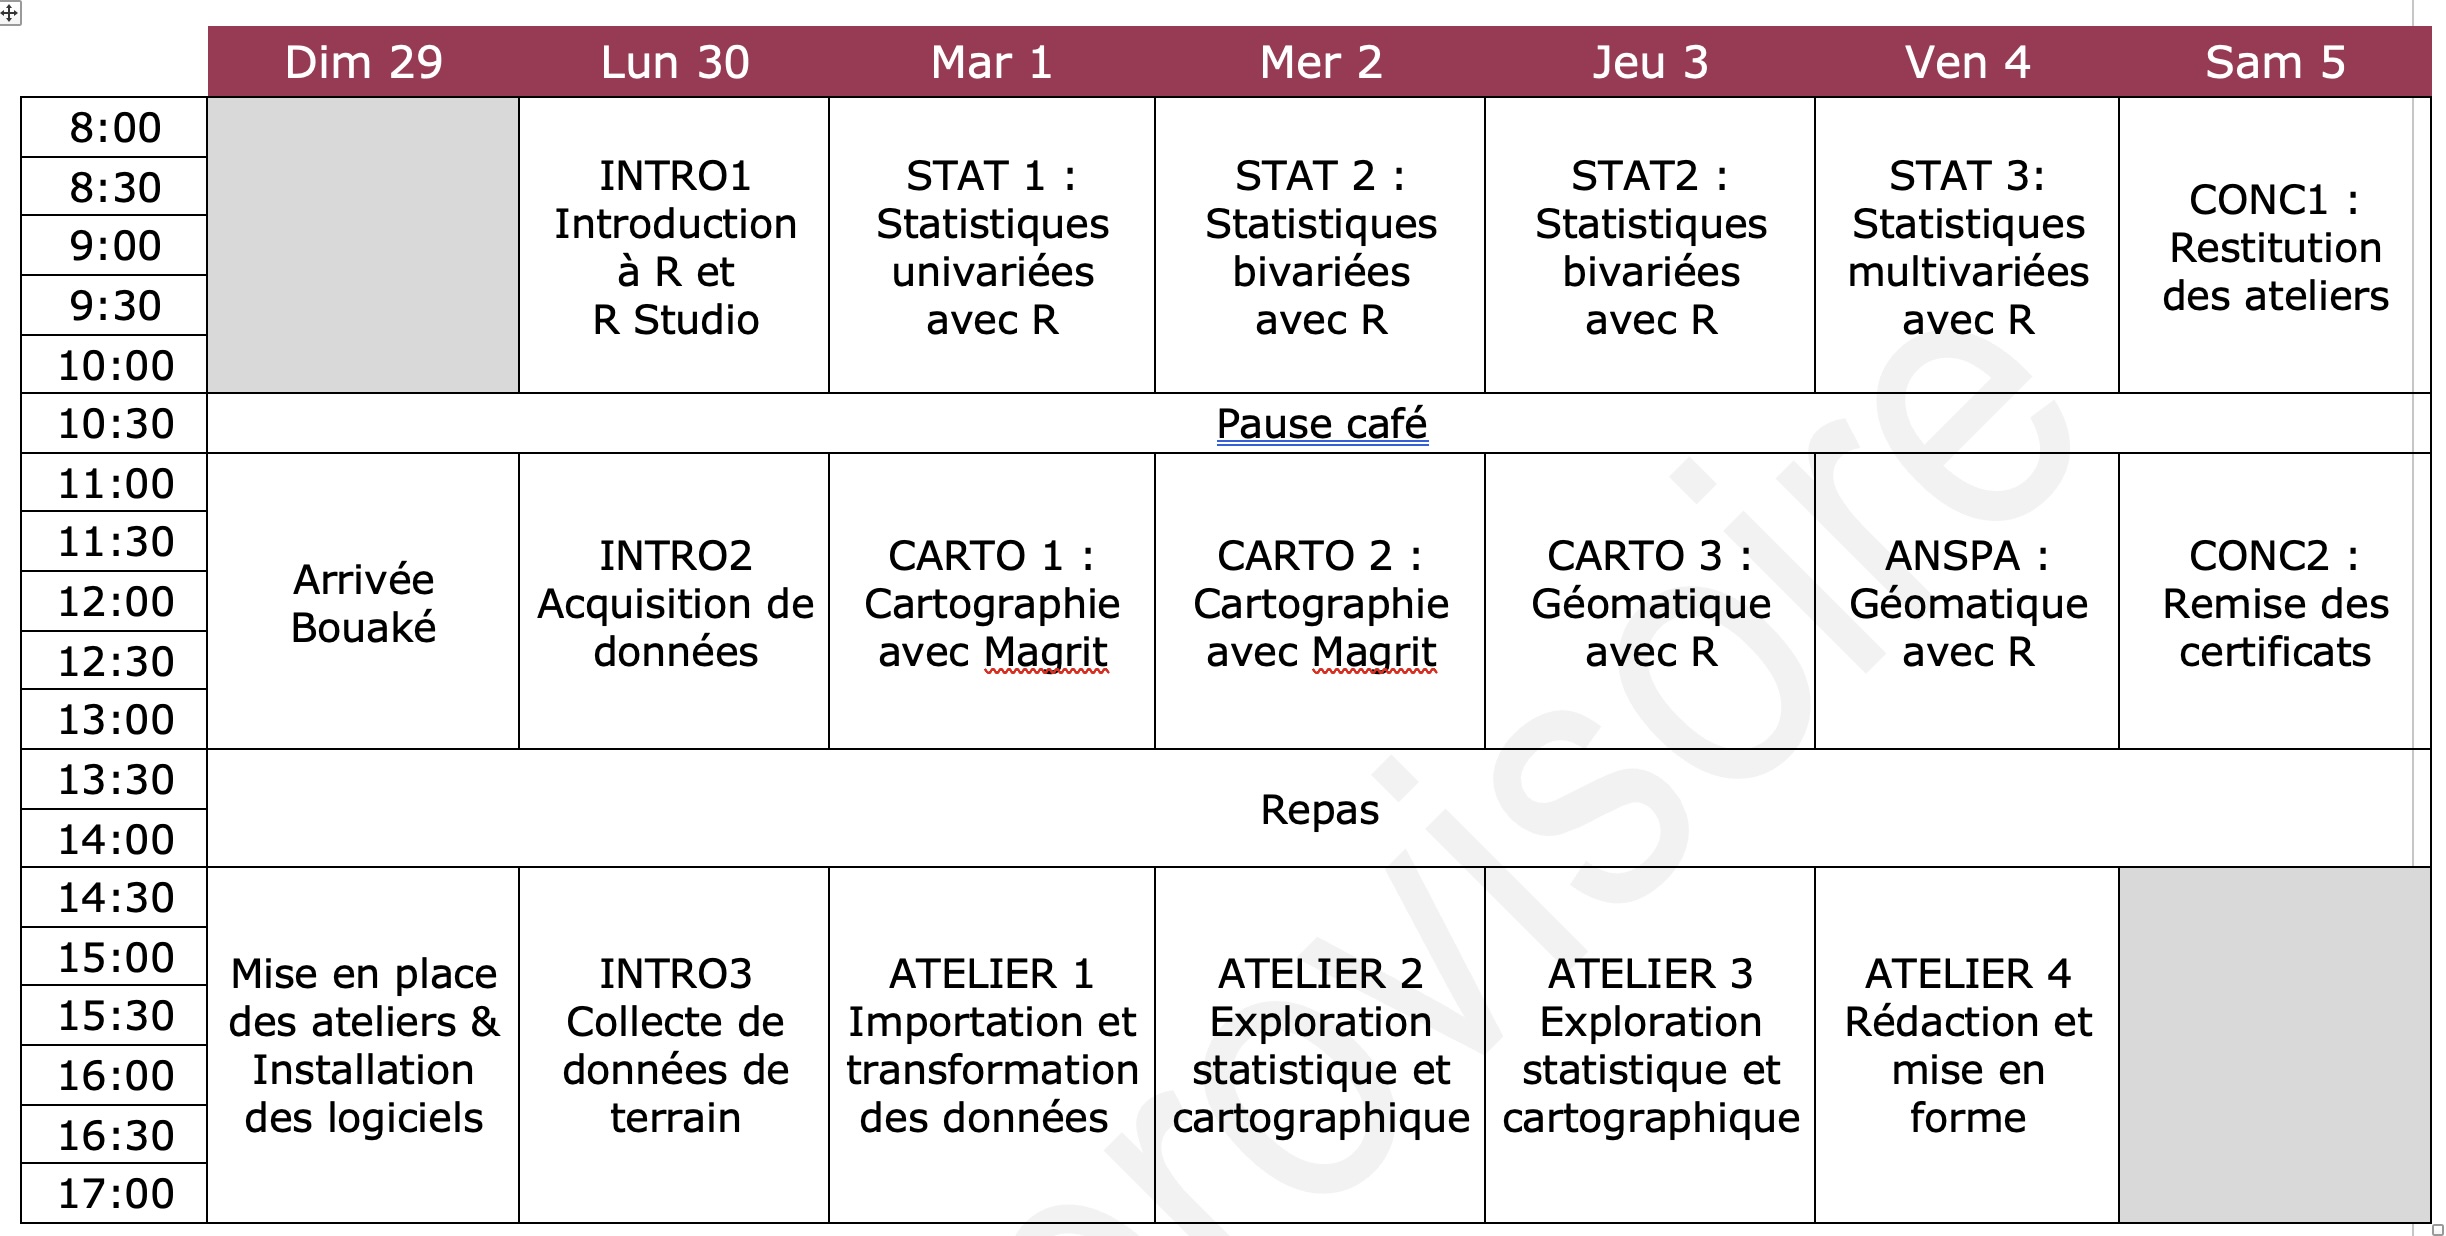 Dim 29 Lun 30 Mar 1 Mer 2 Jeu 3 Ven 4 Sam 5
8:00
8:30
9:00
9:30
10:00
INTRO1
Introduction
à R et
R Studio
STAT 1 :
Statistiques
univariées
avec R
STAT 2 :
Statistiques
bivariées
avec R
STAT2 :
Statistiques
bivariées
avec R
STAT 3:
Statistiques
multivariées
avec R
CONC1 :
Restitution
des ateliers
10:30
Pause café
11:00
11:30
12:00
12:30
13:00
Arrivée
Bouaké
INTRO2
Acquisition de
données
CARTO 1 :
Cartographie
avec Magrit
CARTO 2 :
Cartographie
avec Magrit
CARTO 3 :
Géomatique
avec R
ANSPA :
Géomatique
avec R
CONC2 :
Remise des
certificats
13:30
14:00
Repas
14:30
15:00
15:30
16:00
16:30
17:00
Mise en place
des ateliers &
Installation
des logiciels
INTRO3
Collecte de
données de
terrain
ATELIER 1
Importation et
transformation
des données
ATELIER 2
Exploration
statistique et
cartographique
ATELIER 3
Exploration
statistique et
cartographique
ATELIER 4
Rédaction et
mise en
forme
rovisoire